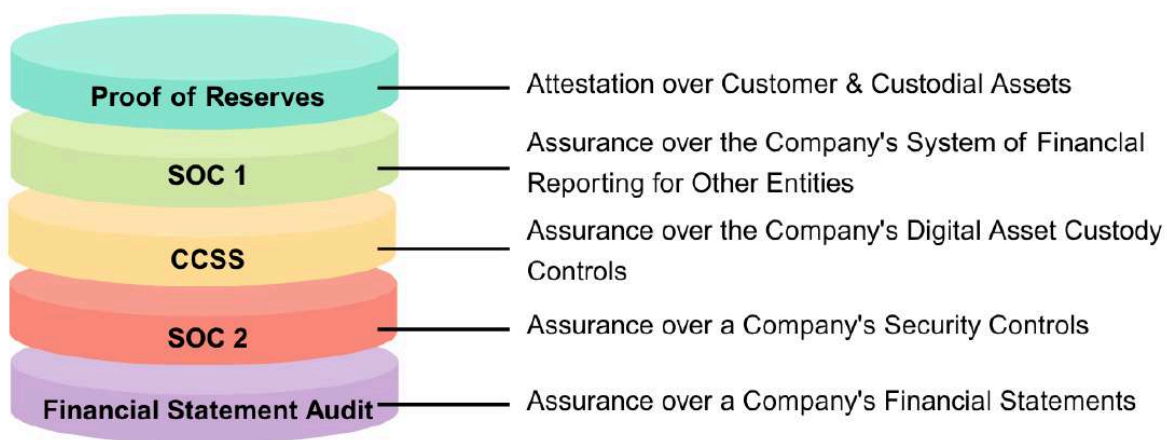 Proof of Reserves
Attestation over Customer & Custodial Assets
SOC 1
Assurance over the Company's System of Financlal
Reporting for Other Entities
CCSS
Assurance over the Company's Digital Asset Custody
Controls
SOC 2
Assurance over a Company's Security Controls
Financial Statement Audit
Assurance over a Company's Financial Statements